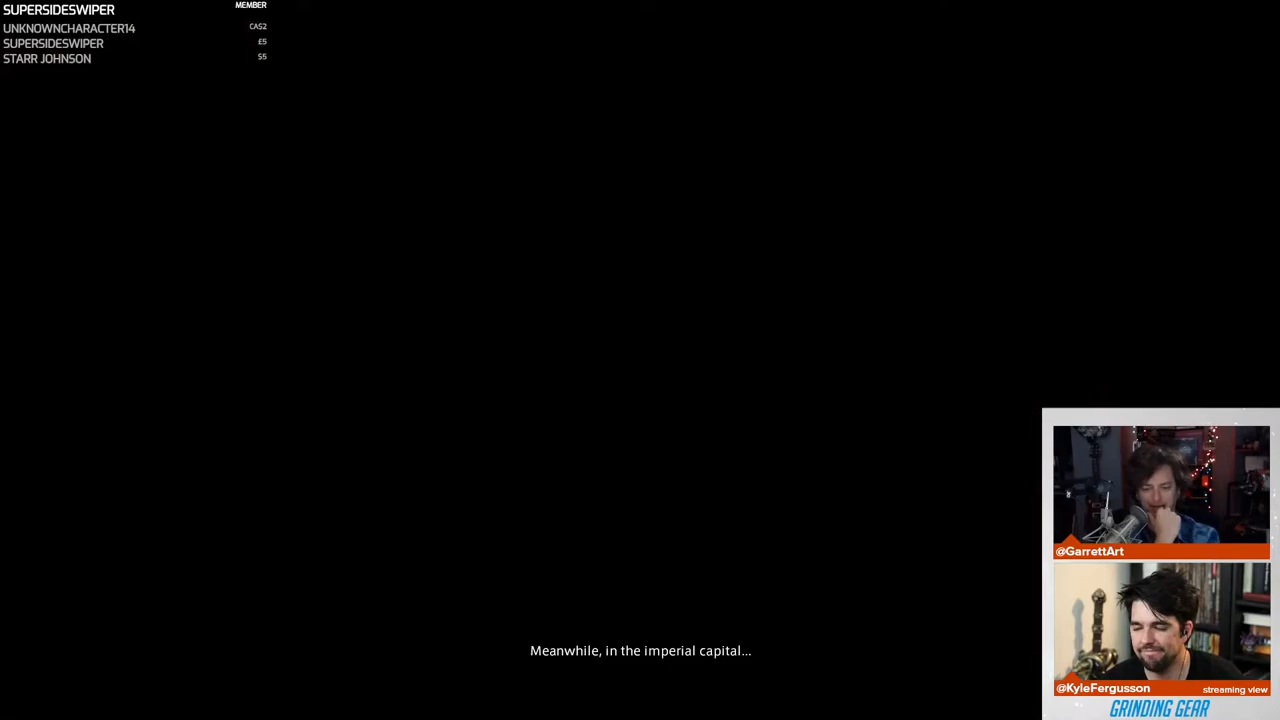 SUPERSIDESWIPER MEMBER
UNKNOWNCHARACTER14 CA$2
SUPERSIDESWIPER £5
STARR JOHNSON $5
Meanwhile, in the imperial capital...
@GarrettArt
@KyleFergusson streaming view
GRINDING GEAR